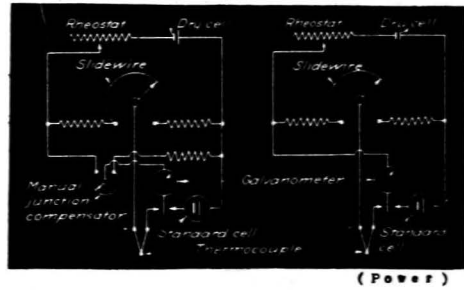 Rheostat
Dry cell
Slidewire
Manual
junction
compensator
Standard cell
Thermocouple
Rheostat
Dry cell
Slidewire
Galvanometer
Standard
cell
(Power)